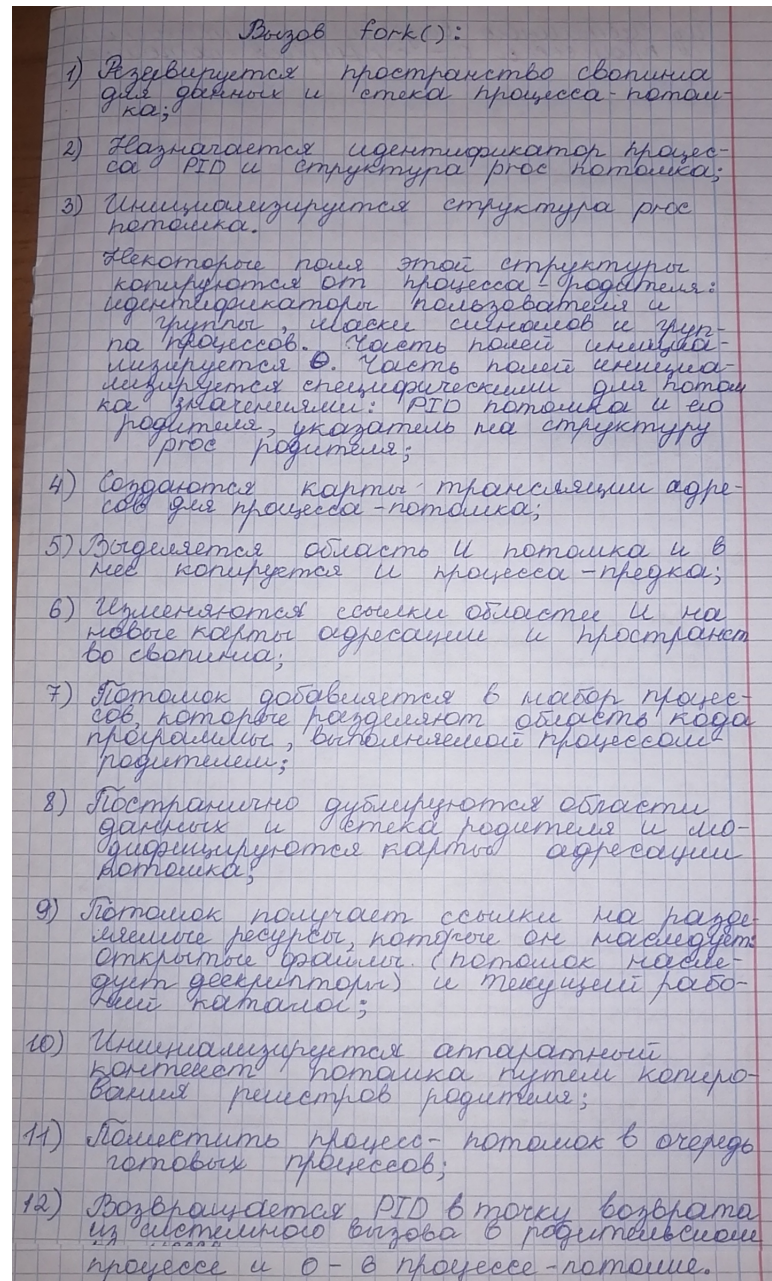 Вызов fork():
1) Резервируется пространство свопинга
для данных и стека процесса-потом-
ка;
2) Назначается идентификатор процес-
са PID и структура proc потомка;
3) Инициализируется структура proc
потомка.
Некоторые поля этой структуры
копируются от процесса-родителя:
идентификаторы пользователя и
группы, маски сигналов и груп-
па процессов. Часть полей инициа-
лизируется 0. Часть полей инициа-
лизируется специфическими для потом
ка значениями: PID потомка и его
родителя, указатель на структуру
proc родителя;
4) Создаются карты трансляции адре-
сов для процесса-потомка;
5) Выделяется область И потомка и в
нее копируется И процесса-предка;
6) Изменяются ссылки области И на
новые карты адресации и пространст
во свопинга;
7) Потомок добавляется в набор процес-
сов, которые разделяют область кода
программы, выполняемой процессом-
родителем;
8) Постранично дублируются области
данных и стека родителя и мо-
дифицируются карты адресации
потомка;
9) Потомок получает ссылки на разде-
ляемые ресурсы, которые он наследует:
открытые файлы (потомок насле-
дует дескрипторы) и текущий рабо-
чий каталог;
10) Инициализируется аппаратный
контекст потомка путем копиро-
вания регистров родителя;
11) Поместить процесс-потомок в очередь
готовых процессов;
12) Возвращается PID в точку возврата
из системного вызова в родительском
процессе и 0 - в процессе-потомке.